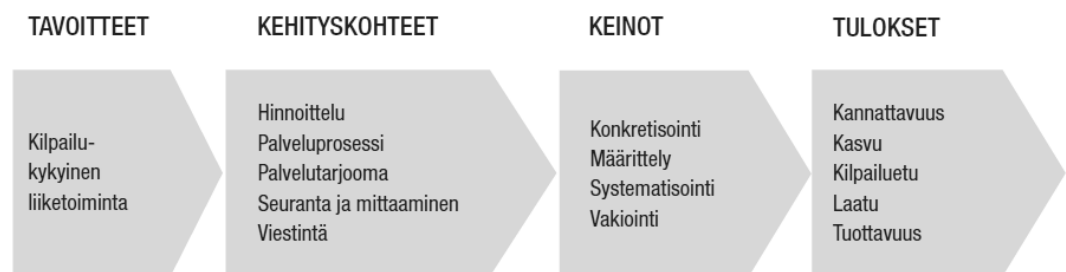 TAVOITTEET
Kilpailu-
kykyinen
liiketoiminta
KEHITYSKOHTEET
Hinnoittelu
Palveluprosessi
Palvelutarjooma
Seuranta ja mittaaminen
Viestintä
KEINOT
Konkretisointi
Määrittely
Systematisointi
Vakiointi
TULOKSET
Kannattavuus
Kasvu
Kilpailuetu
Laatu
Tuottavuus